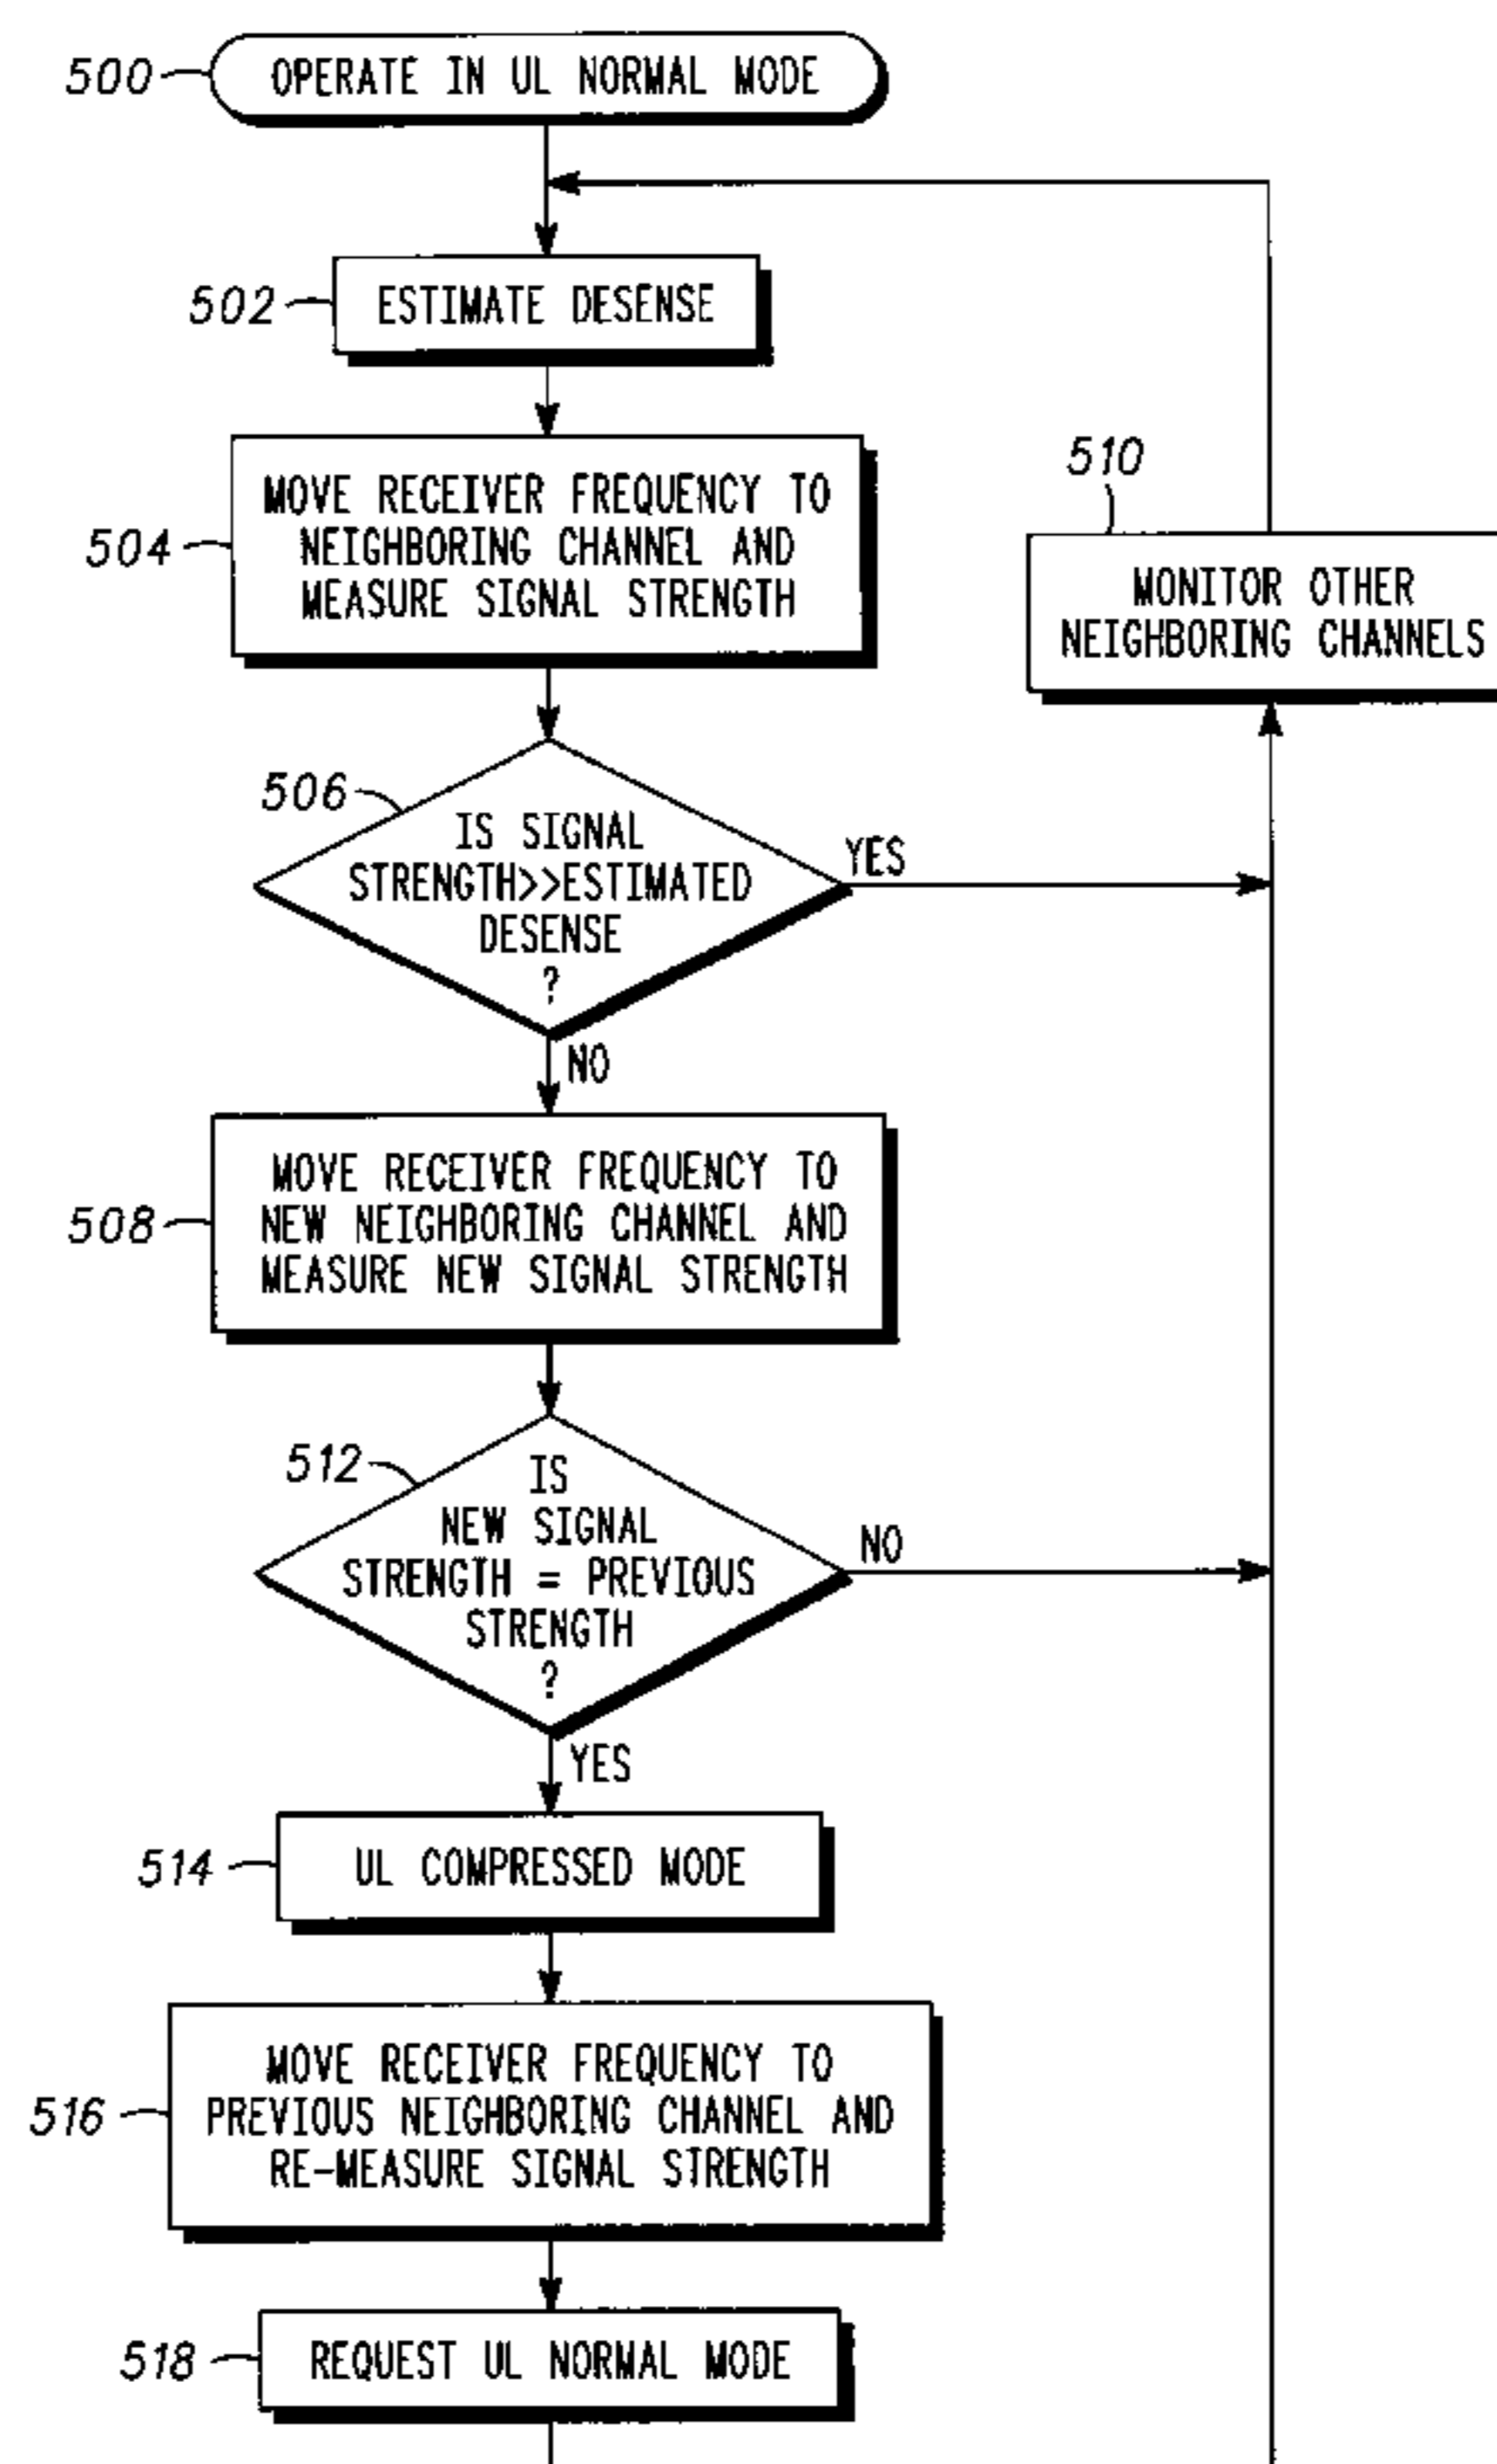 500
OPERATE IN UL NORMAL MODE
502
ESTIMATE DESENSE
504
MOVE RECEIVER FREQUENCY TO
NEIGHBORING CHANNEL AND
MEASURE SIGNAL STRENGTH
510
MONITOR OTHER
NEIGHBORING CHANNELS
506
IS SIGNAL
STRENGTH>>ESTIMATED
DESENSE
?
YES
NO
508
MOVE RECEIVER FREQUENCY TO
NEW NEIGHBORING CHANNEL AND
MEASURE NEW SIGNAL STRENGTH
512
IS
NEW SIGNAL
STRENGTH = PREVIOUS
STRENGTH
?
NO
YES
514
UL COMPRESSED MODE
516
MOVE RECEIVER FREQUENCY TO
PREVIOUS NEIGHBORING CHANNEL AND
RE-MEASURE SIGNAL STRENGTH
518
REQUEST UL NORMAL MODE